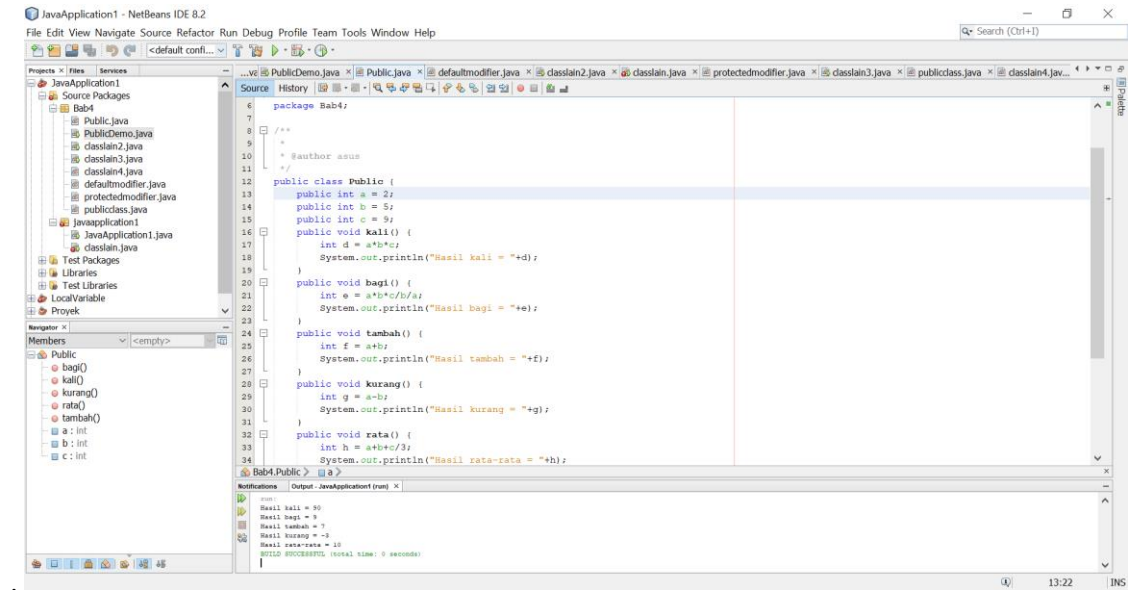 JavaApplication1 - NetBeans IDE 8.2
File Edit View Navigate Source Refactor Run Debug Profile Team Tools Window Help
Search (Ctrl+I)
<default confi...
Projects × Files Services
...va PublicDemo.java × Public.java × defaultmodifier.java × classlain2.java × classlain.java × protectedmodifier.java × classlain3.java × publicclass.java × classlain4.jav...
Palette
JavaApplication1
Source Packages
Bab4
Public.java
PublicDemo.java
classlain2.java
classlain3.java
classlain4.java
defaultmodifier.java
protectedmodifier.java
publicclass.java
javaapplication1
JavaApplication1.java
classlain.java
Test Packages
Libraries
Test Libraries
LocalVariable
Proyek
Navigator ×
Members <empty>
Public
bagi()
kali()
kurang()
rata()
tambah()
a : int
b : int
c : int
Source History
6 package Bab4;
7
8 /**
9 *
10 * @author asus
11 */
12 public class Public {
13 public int a = 2;
14 public int b = 5;
15 public int c = 9;
16 public void kali() {
17 int d = a*b*c;
18 System.out.println("Hasil kali = "+d);
19 }
20 public void bagi() {
21 int e = a*b*c/b/a;
22 System.out.println("Hasil bagi = "+e);
23 }
24 public void tambah() {
25 int f = a+b;
26 System.out.println("Hasil tambah = "+f);
27 }
28 public void kurang() {
29 int g = a-b;
30 System.out.println("Hasil kurang = "+g);
31 }
32 public void rata() {
33 int h = a+b+c/3;
34 System.out.println("Hasil rata-rata = "+h);
Bab4.Public > a >
Notifications Output - JavaApplication1 (run) ×
run:
Hasil kali = 90
Hasil bagi = 9
Hasil tambah = 7
Hasil kurang = -3
Hasil rata-rata = 10
BUILD SUCCESSFUL (total time: 0 seconds)
13:22 INS